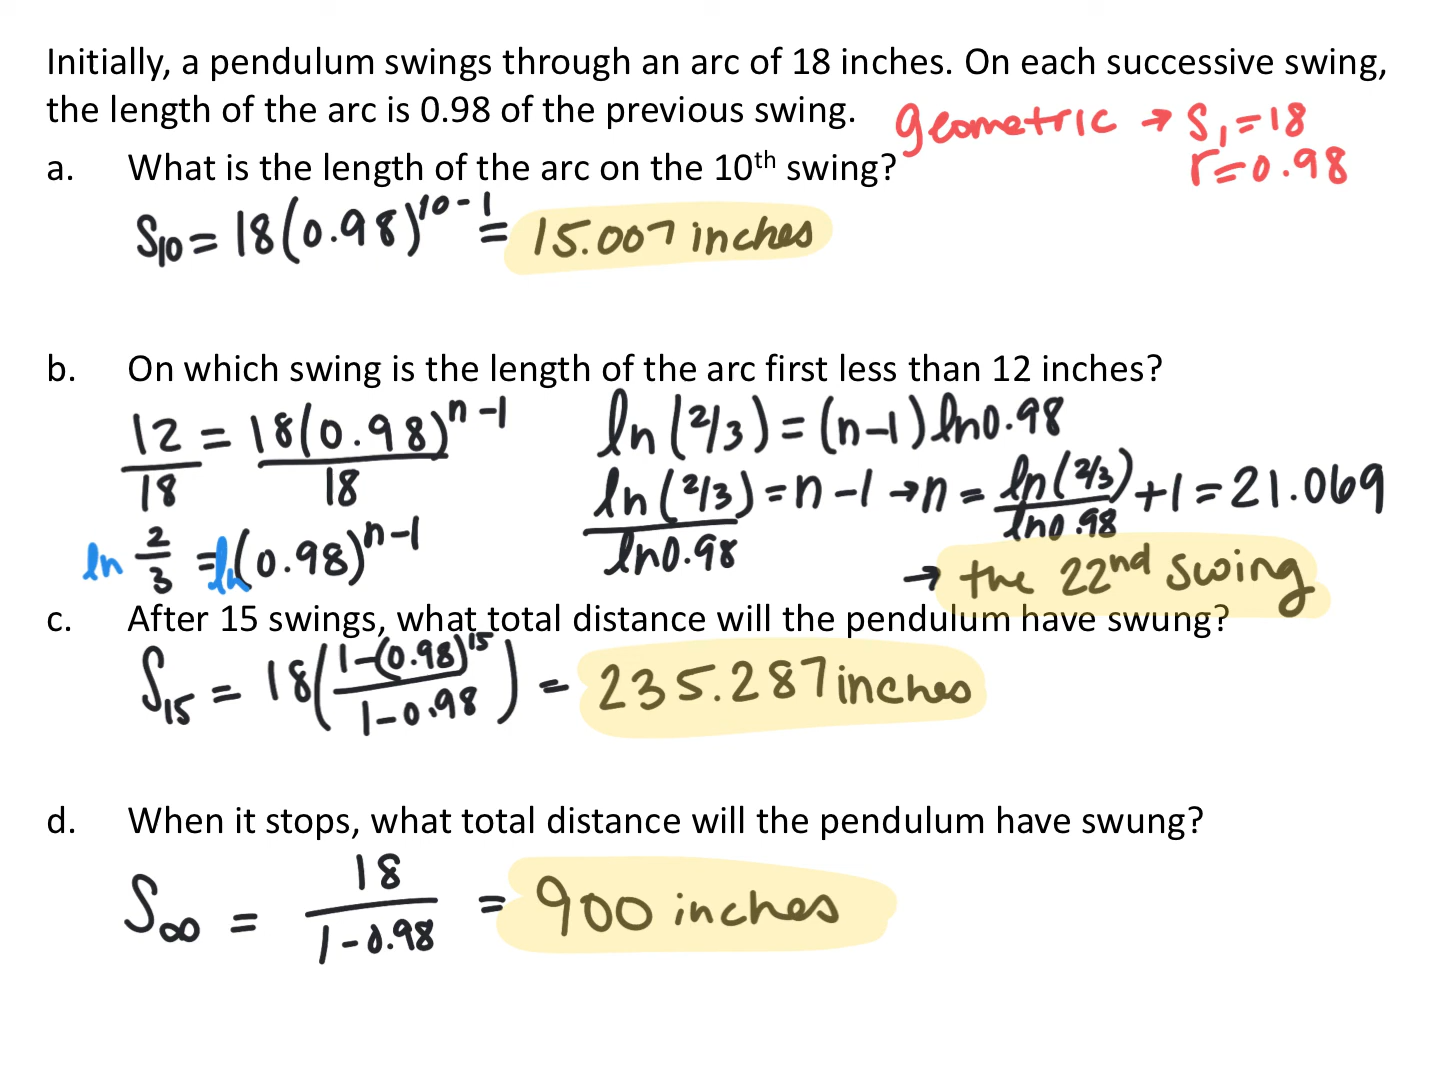 Initially, a pendulum swings through an arc of 18 inches. On each successive swing,
the length of the arc is 0.98 of the previous swing.
geometric → s₁=18
r=0.98
a. What is the length of the arc on the 10th swing?
S₁₀ = 18(0.98)^10-1 = 15.007 inches
b. On which swing is the length of the arc first less than 12 inches?
12/18 = 18(0.98)^n-1/18
ln 2/3 = ln(0.98)^n-1
ln(2/3) = (n-1) ln0.98
ln(2/3)/ln0.98 = n-1 → n = ln(2/3)/ln0.98 +1 = 21.069
→ the 22nd swing
c. After 15 swings, what total distance will the pendulum have swung?
S₁₅ = 18(1-(0.98)^15/1-0.98) = 235.287 inches
d. When it stops, what total distance will the pendulum have swung?
S∞ = 18/1-0.98 = 900 inches